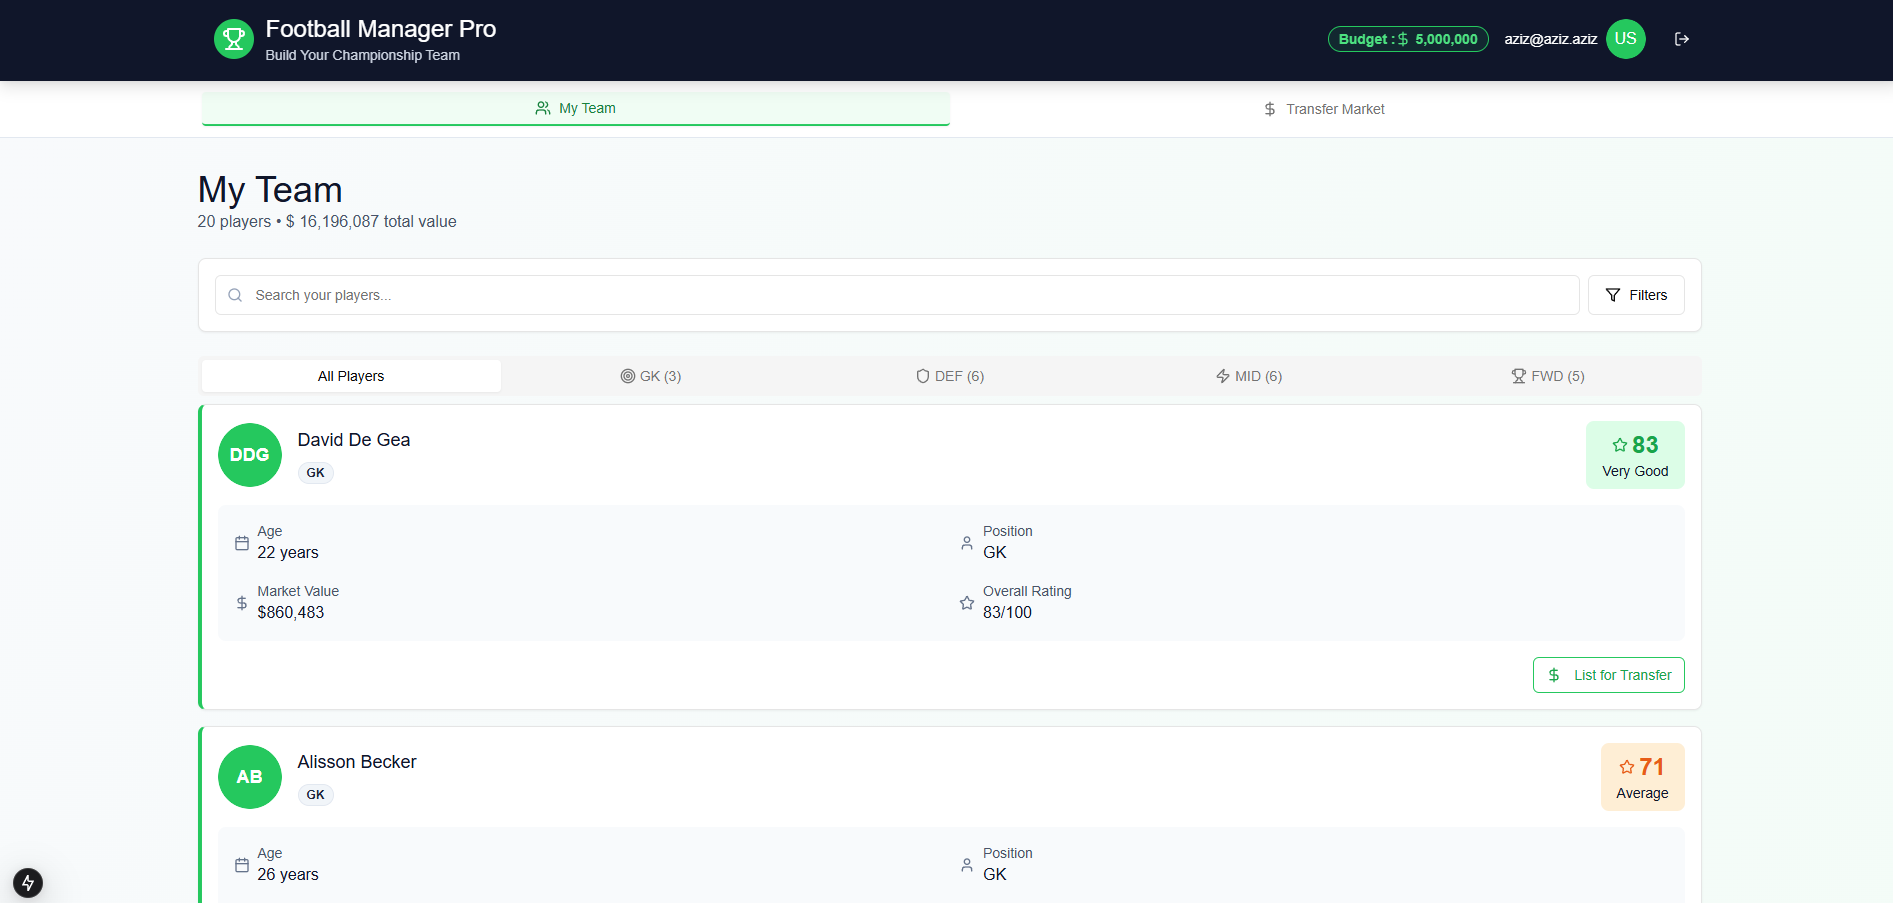 Football Manager Pro
Build Your Championship Team
Budget : $ 5,000,000
aziz@aziz.aziz
US
My Team
Transfer Market
My Team
20 players • $ 16,196,087 total value
Search your players...
Filters
All Players
GK (3)
DEF (6)
MID (6)
FWD (5)
DDG
David De Gea
GK
83
Very Good
Age
22 years
Position
GK
Market Value
$860,483
Overall Rating
83/100
$ List for Transfer
AB
Alisson Becker
GK
71
Average
Age
26 years
Position
GK